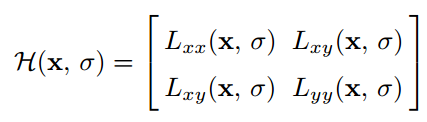 H(x, σ) = [ L_xx(x, σ) L_xy(x, σ)
L_xy(x, σ) L_yy(x, σ) ]